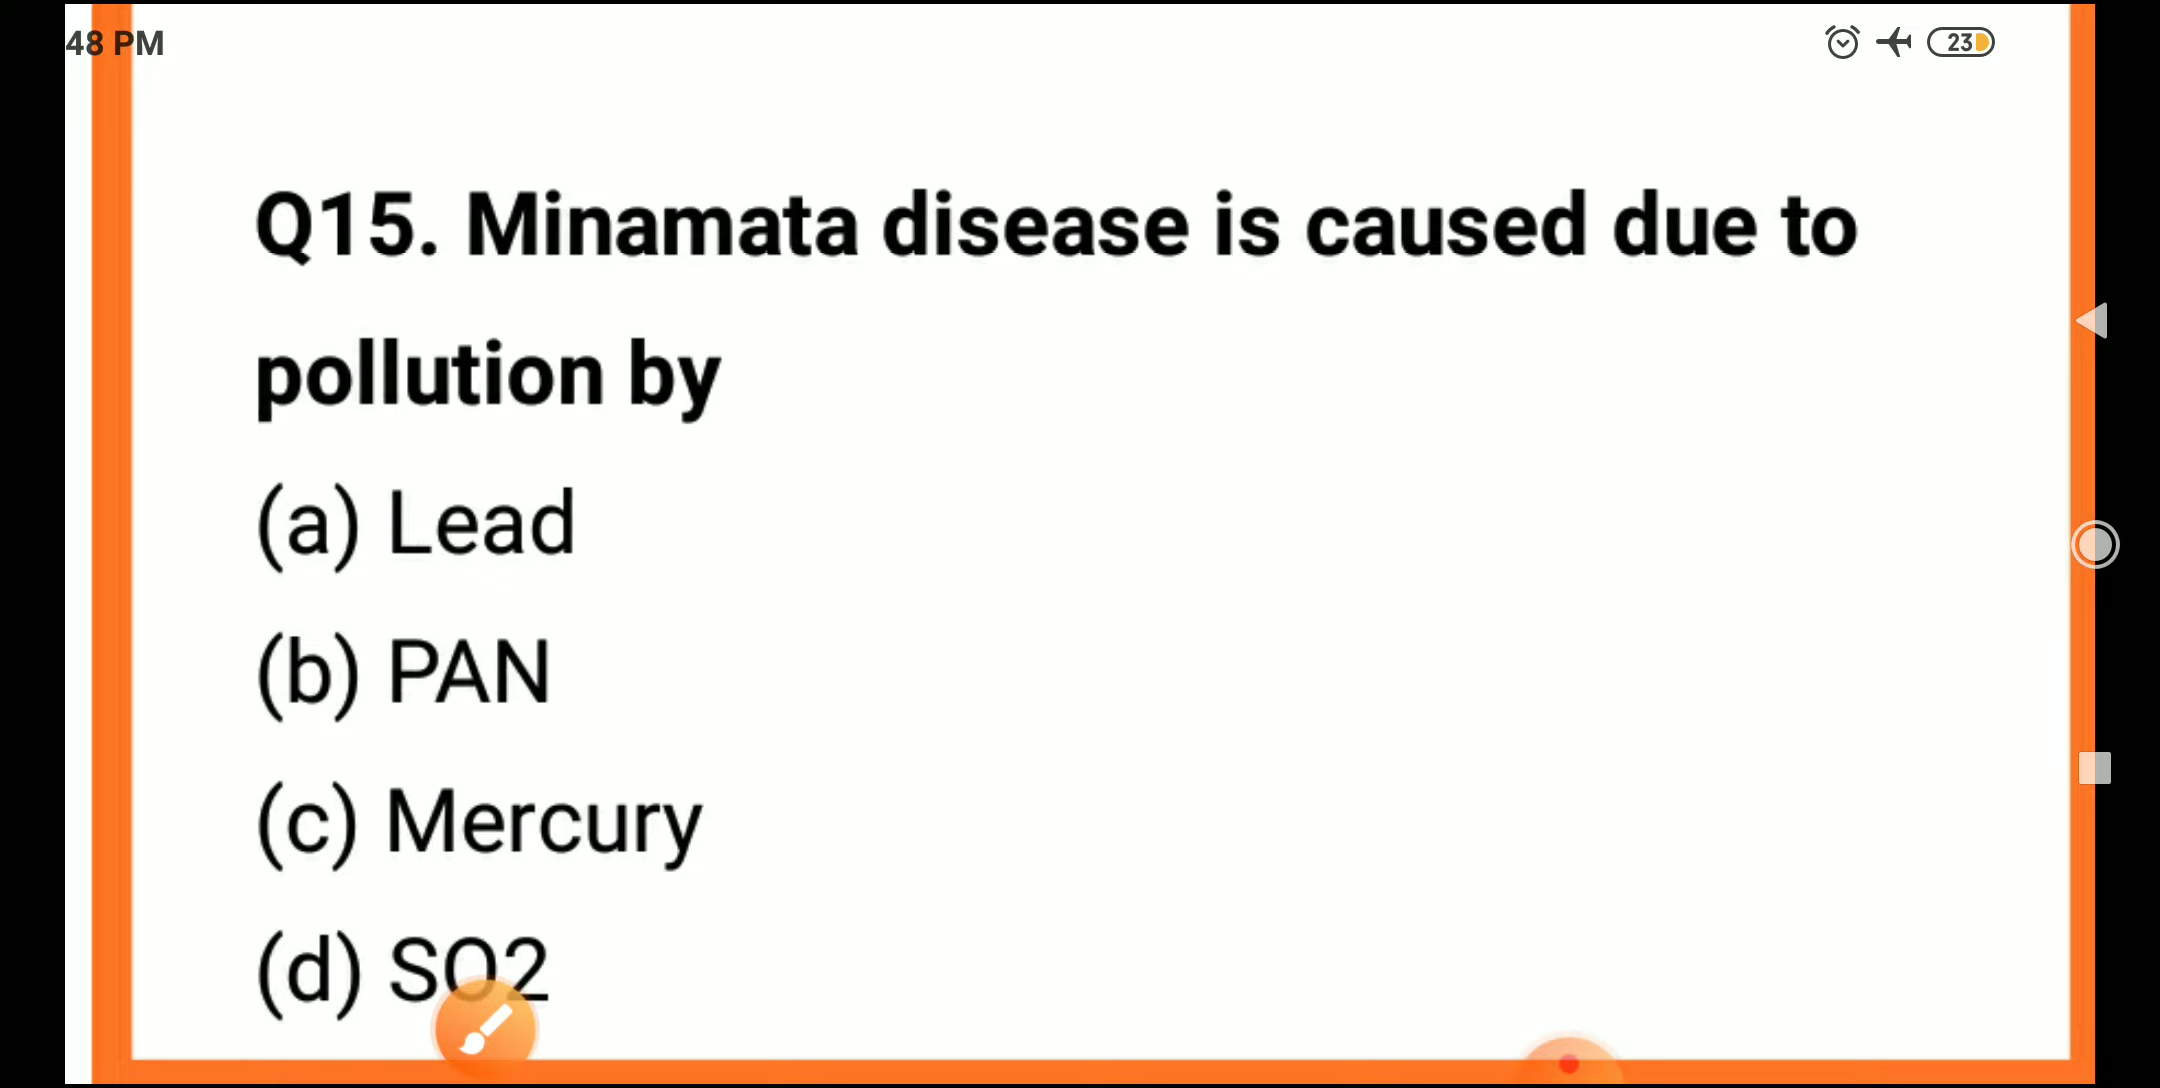 48 PM
23
Q15. Minamata disease is caused due to
pollution by
(a) Lead
(b) PAN
(c) Mercury
(d) SO2